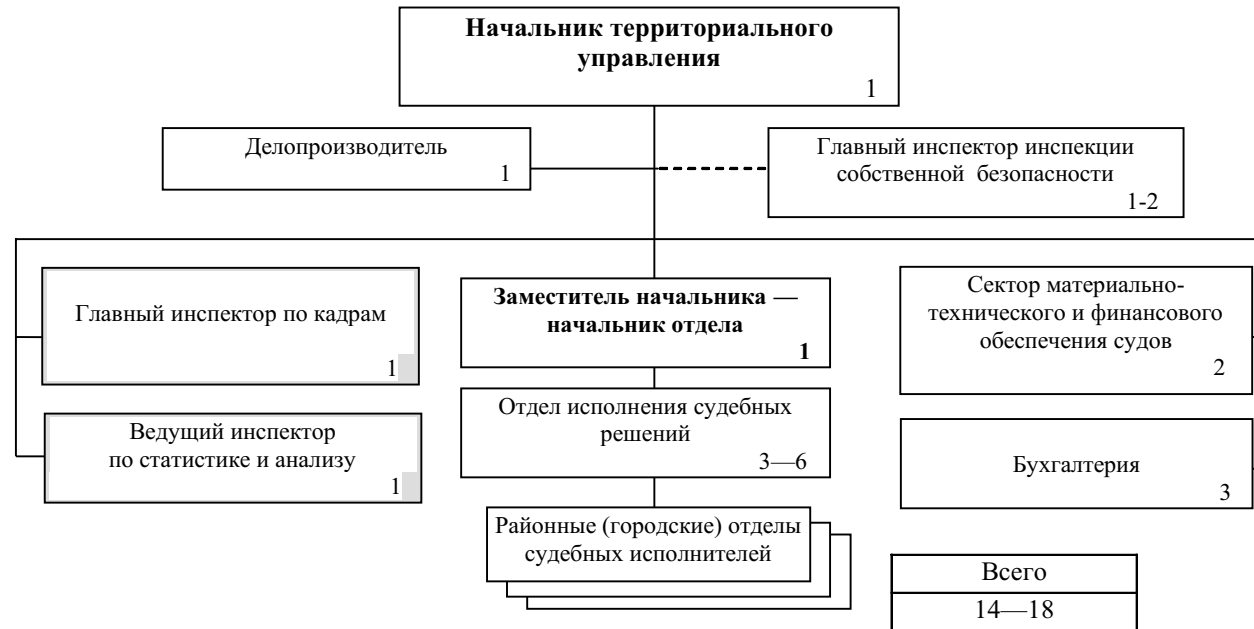 Начальник территориального
управления
1
Делопроизводитель
1
Главный инспектор инспекции
собственной безопасности
1-2
Главный инспектор по кадрам
1
Заместитель начальника —
начальник отдела
1
Сектор материально-
технического и финансового
обеспечения судов
2
Ведущий инспектор
по статистике и анализу
1
Отдел исполнения судебных
решений
3—6
Бухгалтерия
3
Районные (городские) отделы
судебных исполнителей
Всего
14—18